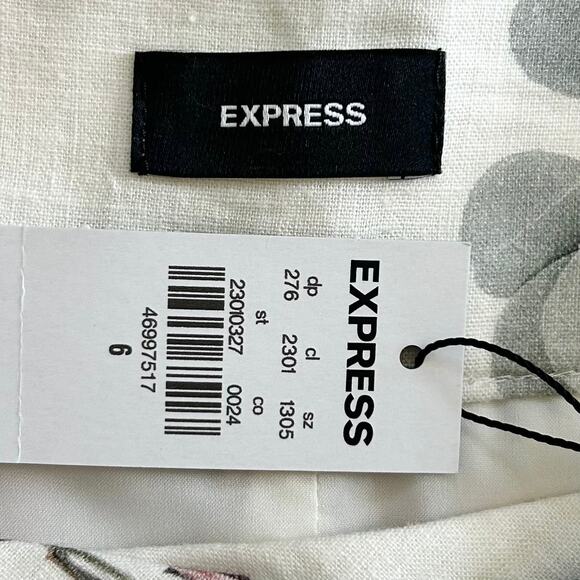 EXPRESS
EXPRESS
dp cl sz
276 2301 1305
st co
23010327 0024
46997517
6